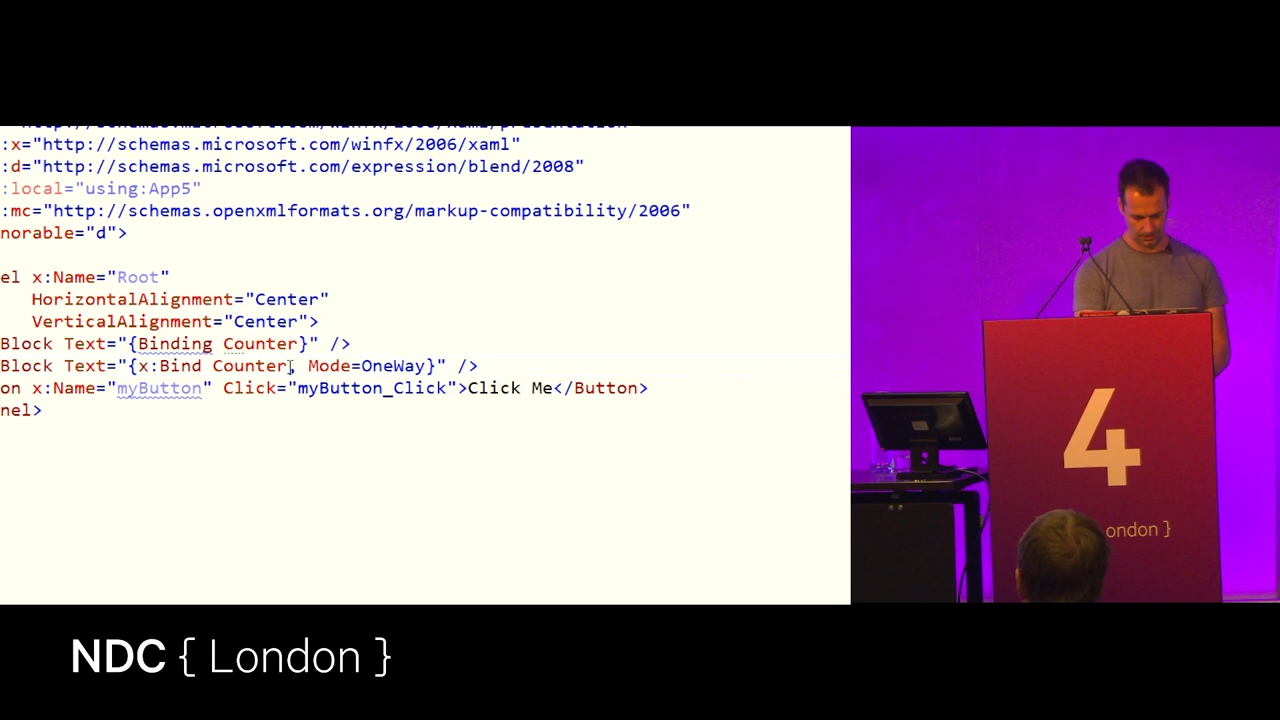 :x="http://schemas.microsoft.com/winfx/2006/xaml"
:d="http://schemas.microsoft.com/expression/blend/2008"
:local="using:App5"
:mc="http://schemas.openxmlformats.org/markup-compatibility/2006"
norable="d">
el x:Name="Root"
HorizontalAlignment="Center"
VerticalAlignment="Center">
Block Text="{Binding Counter}" />
Block Text="{x:Bind Counter, Mode=OneWay}" />
on x:Name="myButton" Click="myButton_Click">Click Me</Button>
nel>
4
ondon }
NDC { London }